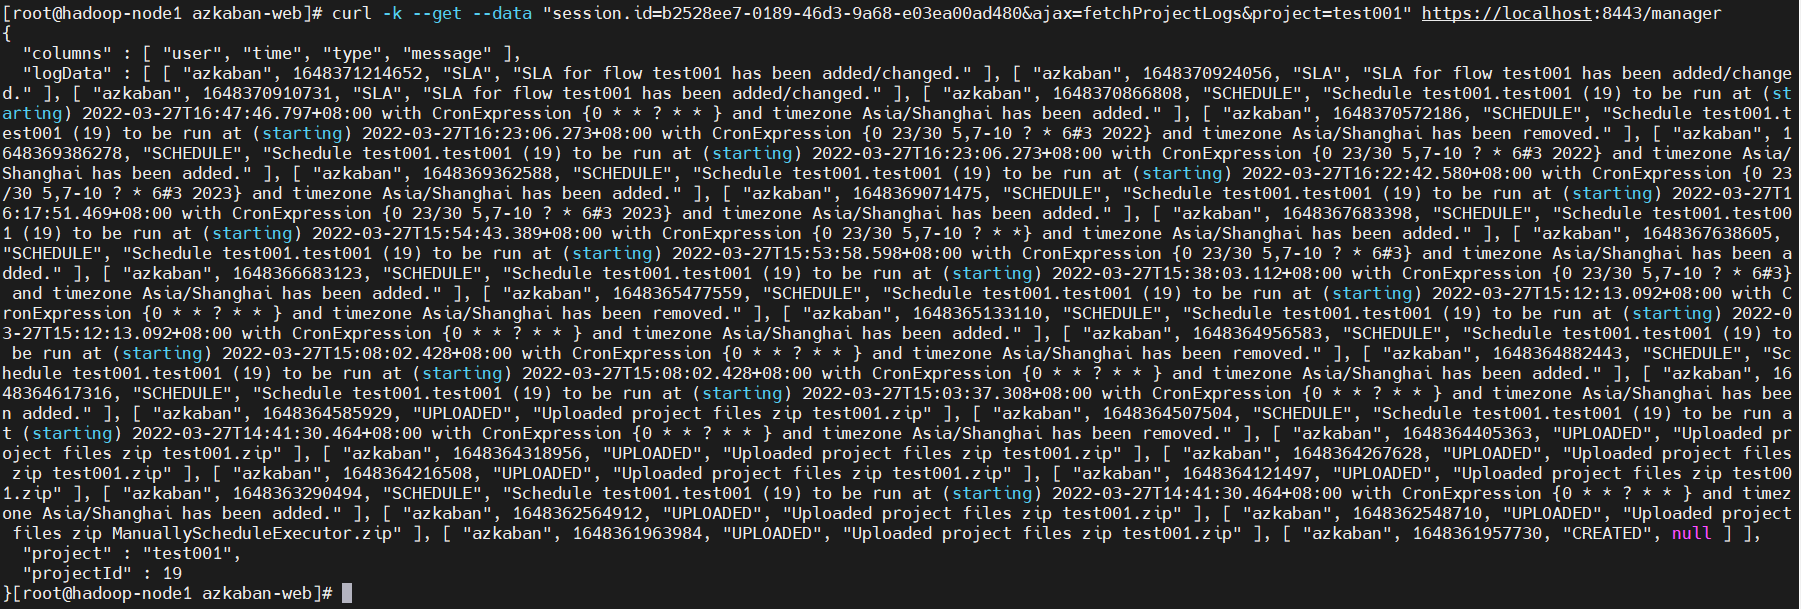 [root@hadoop-node1 azkaban-web]# curl -k --get --data "session.id=b2528ee7-0189-46d3-9a68-e03ea00ad480&ajax=fetchProjectLogs&project=test001" https://localhost:8443/manager
{
  "columns" : [ "user", "time", "type", "message" ],
  "logData" : [ [ "azkaban", 1648371214652, "SLA", "SLA for flow test001 has been added/changed." ], [ "azkaban", 1648370924056, "SLA", "SLA for flow test001 has been added/change
d." ], [ "azkaban", 1648370910731, "SLA", "SLA for flow test001 has been added/changed." ], [ "azkaban", 1648370866808, "SCHEDULE", "Schedule test001.test001 (19) to be run at (st
arting) 2022-03-27T16:47:46.797+08:00 with CronExpression {0 * * ? * * } and timezone Asia/Shanghai has been added." ], [ "azkaban", 1648370572186, "SCHEDULE", "Schedule test001.t
est001 (19) to be run at (starting) 2022-03-27T16:23:06.273+08:00 with CronExpression {0 23/30 5,7-10 ? * 6#3 2022} and timezone Asia/Shanghai has been removed." ], [ "azkaban", 1
648369386278, "SCHEDULE", "Schedule test001.test001 (19) to be run at (starting) 2022-03-27T16:23:06.273+08:00 with CronExpression {0 23/30 5,7-10 ? * 6#3 2022} and timezone Asia/
Shanghai has been added." ], [ "azkaban", 1648369362588, "SCHEDULE", "Schedule test001.test001 (19) to be run at (starting) 2022-03-27T16:22:42.580+08:00 with CronExpression {0 23
/30 5,7-10 ? * 6#3 2023} and timezone Asia/Shanghai has been added." ], [ "azkaban", 1648369071475, "SCHEDULE", "Schedule test001.test001 (19) to be run at (starting) 2022-03-27T1
6:17:51.469+08:00 with CronExpression {0 23/30 5,7-10 ? * 6#3 2023} and timezone Asia/Shanghai has been added." ], [ "azkaban", 1648367683398, "SCHEDULE", "Schedule test001.test00
1 (19) to be run at (starting) 2022-03-27T15:54:43.389+08:00 with CronExpression {0 23/30 5,7-10 ? * *} and timezone Asia/Shanghai has been added." ], [ "azkaban", 1648367638605, 
"SCHEDULE", "Schedule test001.test001 (19) to be run at (starting) 2022-03-27T15:53:58.598+08:00 with CronExpression {0 23/30 5,7-10 ? * 6#3} and timezone Asia/Shanghai has been a
dded." ], [ "azkaban", 1648366683123, "SCHEDULE", "Schedule test001.test001 (19) to be run at (starting) 2022-03-27T15:38:03.112+08:00 with CronExpression {0 23/30 5,7-10 ? * 6#3}
 and timezone Asia/Shanghai has been added." ], [ "azkaban", 1648365477559, "SCHEDULE", "Schedule test001.test001 (19) to be run at (starting) 2022-03-27T15:12:13.092+08:00 with C
ronExpression {0 * * ? * * } and timezone Asia/Shanghai has been removed." ], [ "azkaban", 1648365133110, "SCHEDULE", "Schedule test001.test001 (19) to be run at (starting) 2022-0
3-27T15:12:13.092+08:00 with CronExpression {0 * * ? * * } and timezone Asia/Shanghai has been added." ], [ "azkaban", 1648364956583, "SCHEDULE", "Schedule test001.test001 (19) to
 be run at (starting) 2022-03-27T15:08:02.428+08:00 with CronExpression {0 * * ? * * } and timezone Asia/Shanghai has been removed." ], [ "azkaban", 1648364882443, "SCHEDULE", "Sc
hedule test001.test001 (19) to be run at (starting) 2022-03-27T15:08:02.428+08:00 with CronExpression {0 * * ? * * } and timezone Asia/Shanghai has been added." ], [ "azkaban", 16
48364617316, "SCHEDULE", "Schedule test001.test001 (19) to be run at (starting) 2022-03-27T15:03:37.308+08:00 with CronExpression {0 * * ? * * } and timezone Asia/Shanghai has bee
n added." ], [ "azkaban", 1648364585929, "UPLOADED", "Uploaded project files zip test001.zip" ], [ "azkaban", 1648364507504, "SCHEDULE", "Schedule test001.test001 (19) to be run a
t (starting) 2022-03-27T14:41:30.464+08:00 with CronExpression {0 * * ? * * } and timezone Asia/Shanghai has been removed." ], [ "azkaban", 1648364405363, "UPLOADED", "Uploaded pr
oject files zip test001.zip" ], [ "azkaban", 1648364318956, "UPLOADED", "Uploaded project files zip test001.zip" ], [ "azkaban", 1648364267628, "UPLOADED", "Uploaded project files
 zip test001.zip" ], [ "azkaban", 1648364216508, "UPLOADED", "Uploaded project files zip test001.zip" ], [ "azkaban", 1648364121497, "UPLOADED", "Uploaded project files zip test00
1.zip" ], [ "azkaban", 1648363290494, "SCHEDULE", "Schedule test001.test001 (19) to be run at (starting) 2022-03-27T14:41:30.464+08:00 with CronExpression {0 * * ? * * } and timez
one Asia/Shanghai has been added." ], [ "azkaban", 1648362564912, "UPLOADED", "Uploaded project files zip test001.zip" ], [ "azkaban", 1648362548710, "UPLOADED", "Uploaded project
 files zip ManuallyScheduleExecutor.zip" ], [ "azkaban", 1648361963984, "UPLOADED", "Uploaded project files zip test001.zip" ], [ "azkaban", 1648361957730, "CREATED", null ] ],
  "project" : "test001",
  "projectId" : 19
}[root@hadoop-node1 azkaban-web]#